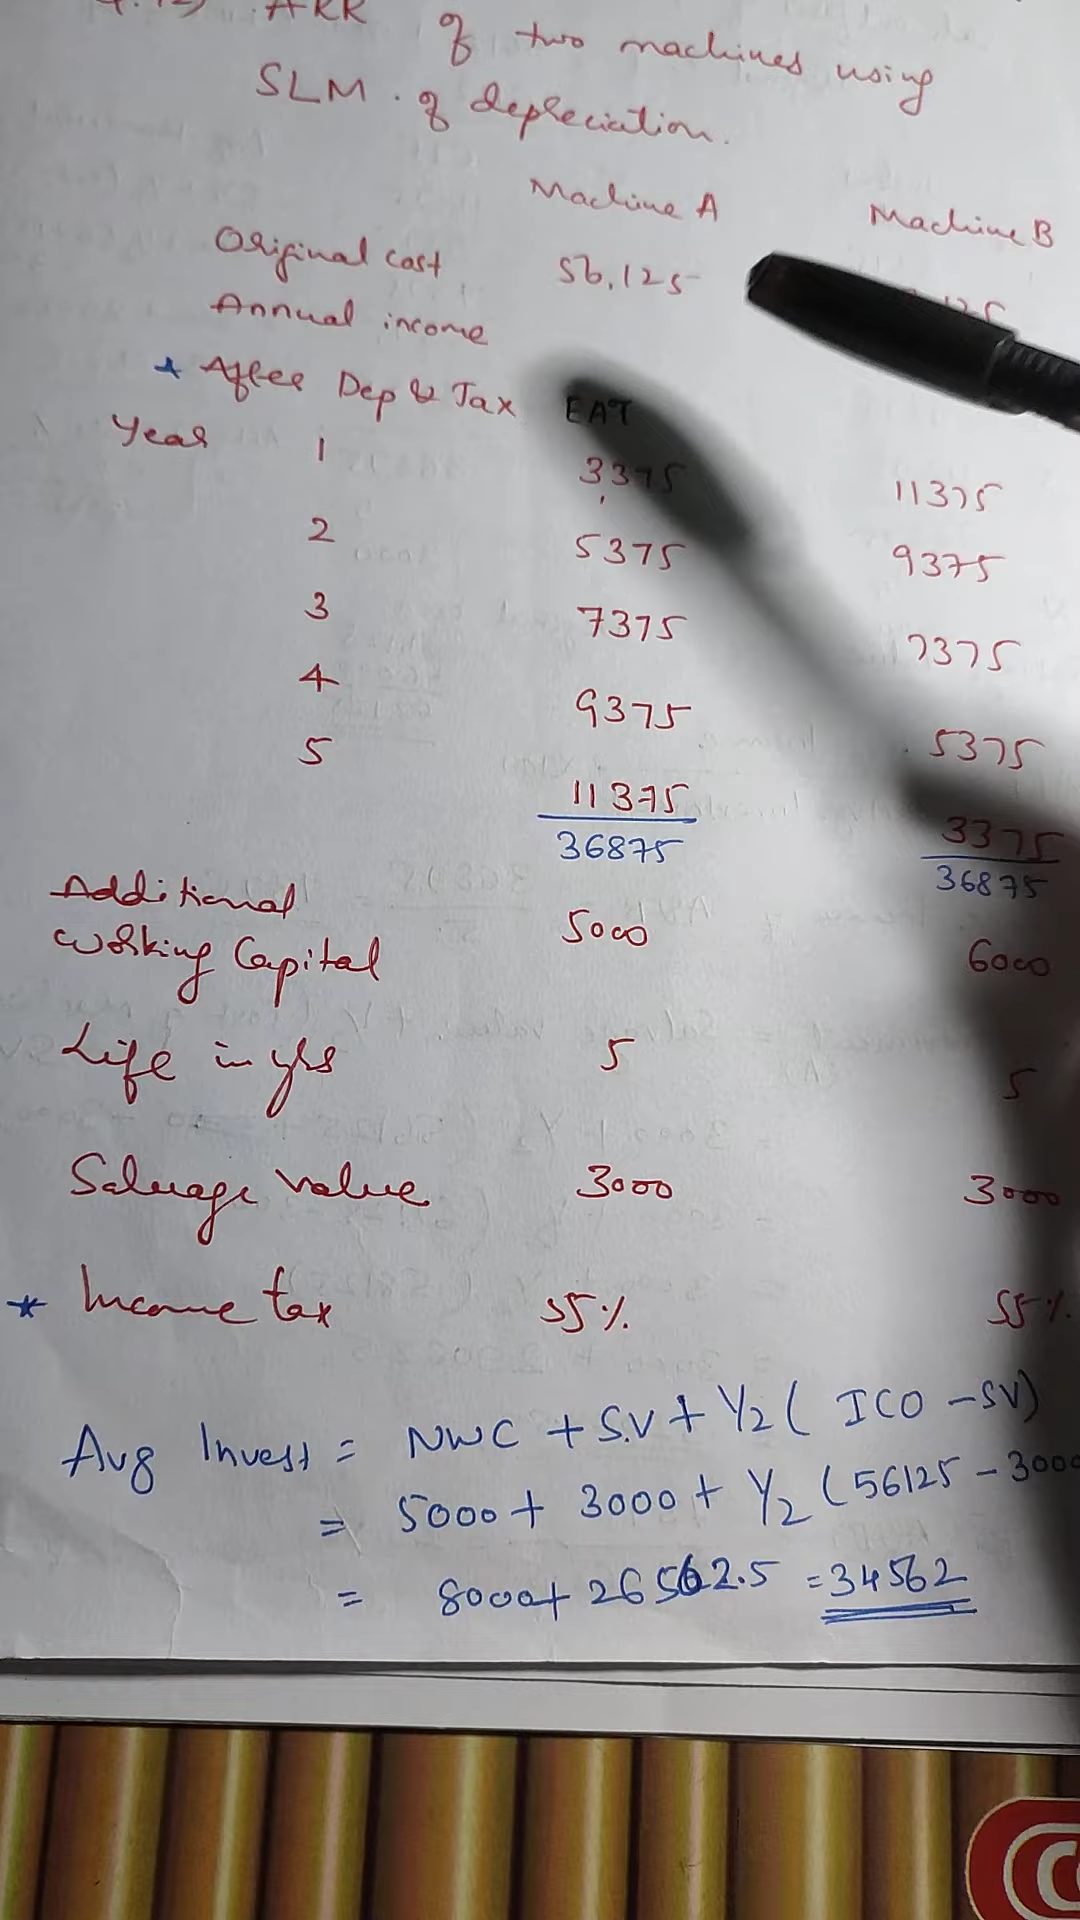 ARR of two machines using
SLM. of depreciation.
Machine A Machine B
Original cost 56,125
Annual income
* After Dep & Tax EAT
Year 1 3,375 11375
2 5375 9375
3 7375 7375
4 9375 5375
5 11375 3375
36875 36875
Additional
Working Capital 5000 6000
Life in yrs 5 5
Salvage value 3000 3000
* Income tax 55% 55%
Avg Invest = NWC + S.V + 1/2 ( ICO - SV)
= 5000 + 3000 + 1/2 (56125 - 3000
= 8000 + 26562.5 = 34562